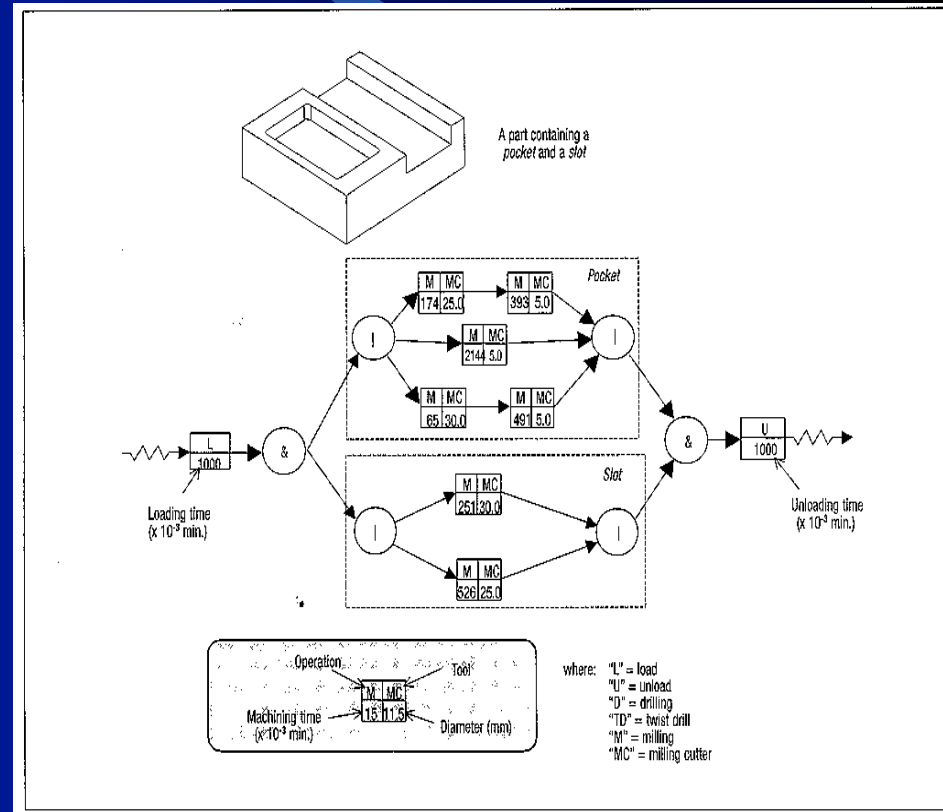 A part containing a
pocket and a slot
Pocket
M MC
174 25.0
M MC
393 5.0
!
M MC
2144 5.0
|
M MC
65 30.0
M MC
491 5.0
L
1000
&
&
U
1000
Slot
M MC
251 30.0
|
|
M MC
526 25.0
Loading time
(x 10⁻³ min.)
Unloading time
(x 10⁻³ min.)
Operation
Tool
M MC
15 11.5
Machining time
(x 10⁻³ min.)
Diameter (mm)
where: "L" = load
"U" = unload
"D" = drilling
"TD" = twist drill
"M" = milling
"MC" = milling cutter